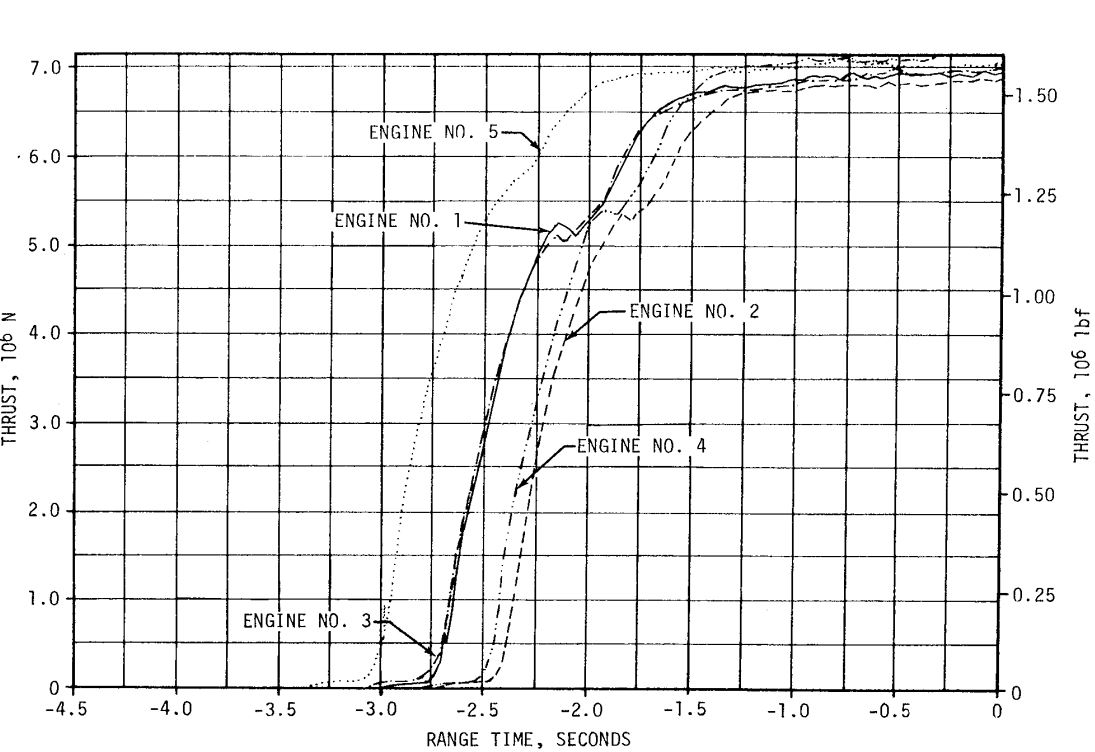 7.0
6.0
5.0
4.0
3.0
2.0
1.0
0
THRUST, 10⁶ N
ENGINE NO. 5
ENGINE NO. 1
ENGINE NO. 2
ENGINE NO. 4
ENGINE NO. 3
1.50
1.25
1.00
0.75
0.50
0.25
0
THRUST, 10⁶ lbf
-4.5 -4.0 -3.5 -3.0 -2.5 -2.0 -1.5 -1.0 -0.5 0
RANGE TIME, SECONDS